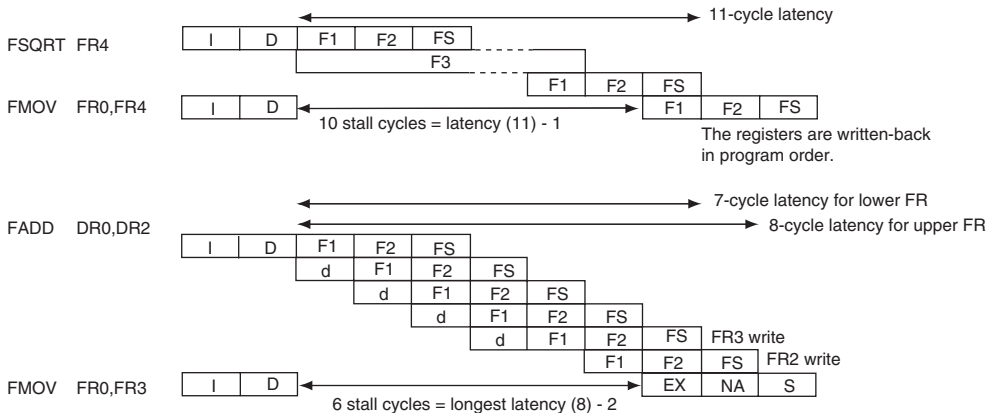 11-cycle latency
FSQRT FR4 I D F1 F2 FS
F3
F1 F2 FS
FMOV FR0,FR4 I D F1 F2 FS
10 stall cycles = latency (11) - 1
The registers are written-back
in program order.
7-cycle latency for lower FR
FADD DR0,DR2
8-cycle latency for upper FR
I D F1 F2 FS
d F1 F2 FS
d F1 F2 FS
d F1 F2 FS
d F1 F2 FS FR3 write
F1 F2 FS FR2 write
FMOV FR0,FR3 I D EX NA S
6 stall cycles = longest latency (8) - 2